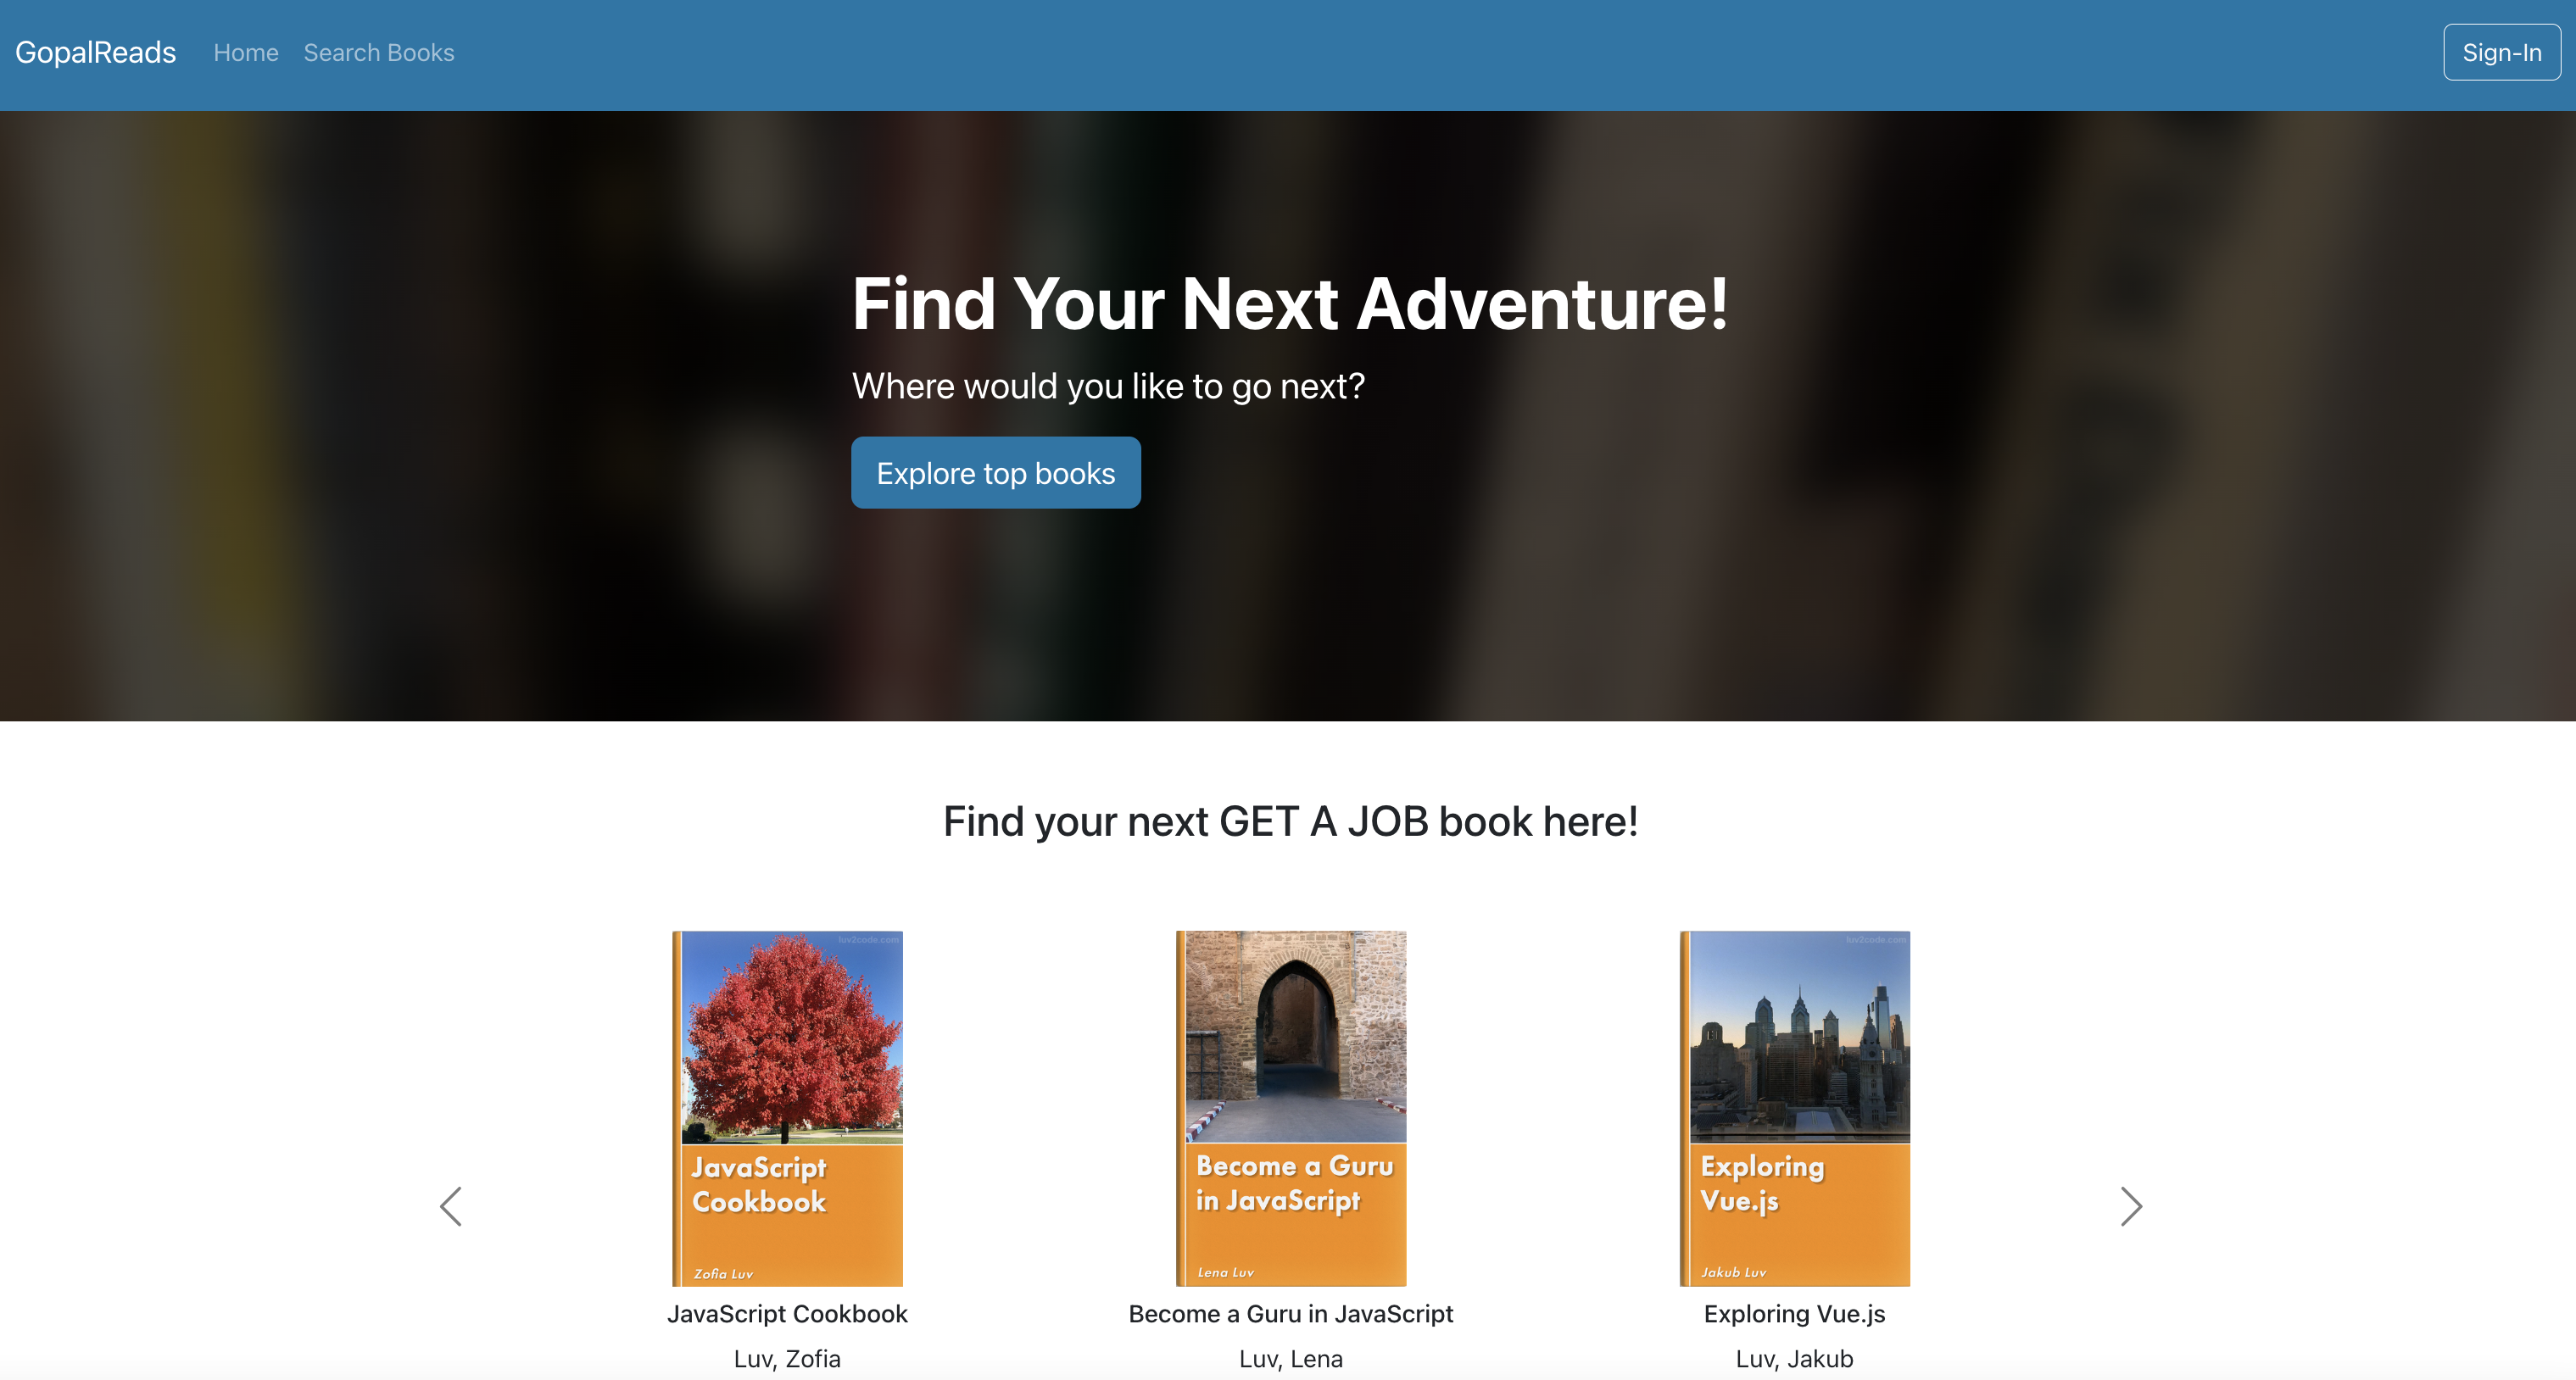 GopalReads Home Search Books Sign-In
Find Your Next Adventure!
Where would you like to go next?
Explore top books
Find your next GET A JOB book here!
luv2code.com
JavaScript
Cookbook
Zofia Luv
Become a Guru
in JavaScript
Lena Luv
luv2code.com
Exploring
Vue.js
Jakub Luv
JavaScript Cookbook
Luv, Zofia
Become a Guru in JavaScript
Luv, Lena
Exploring Vue.js
Luv, Jakub